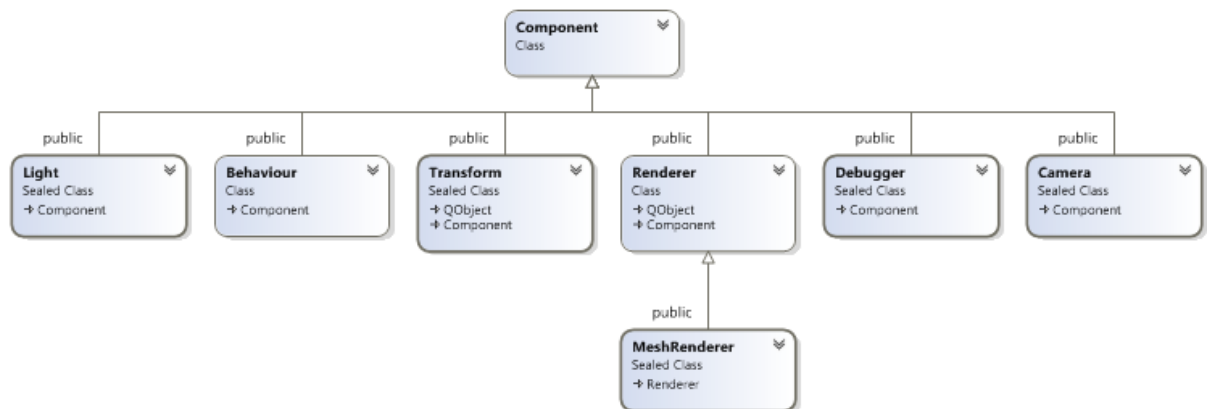 Component
Class
public
public
public
public
public
public
Light
Sealed Class
Component
Behaviour
Class
Component
Transform
Sealed Class
QObject
Component
Renderer
Class
QObject
Component
Debugger
Sealed Class
Component
Camera
Sealed Class
Component
public
MeshRenderer
Sealed Class
Renderer